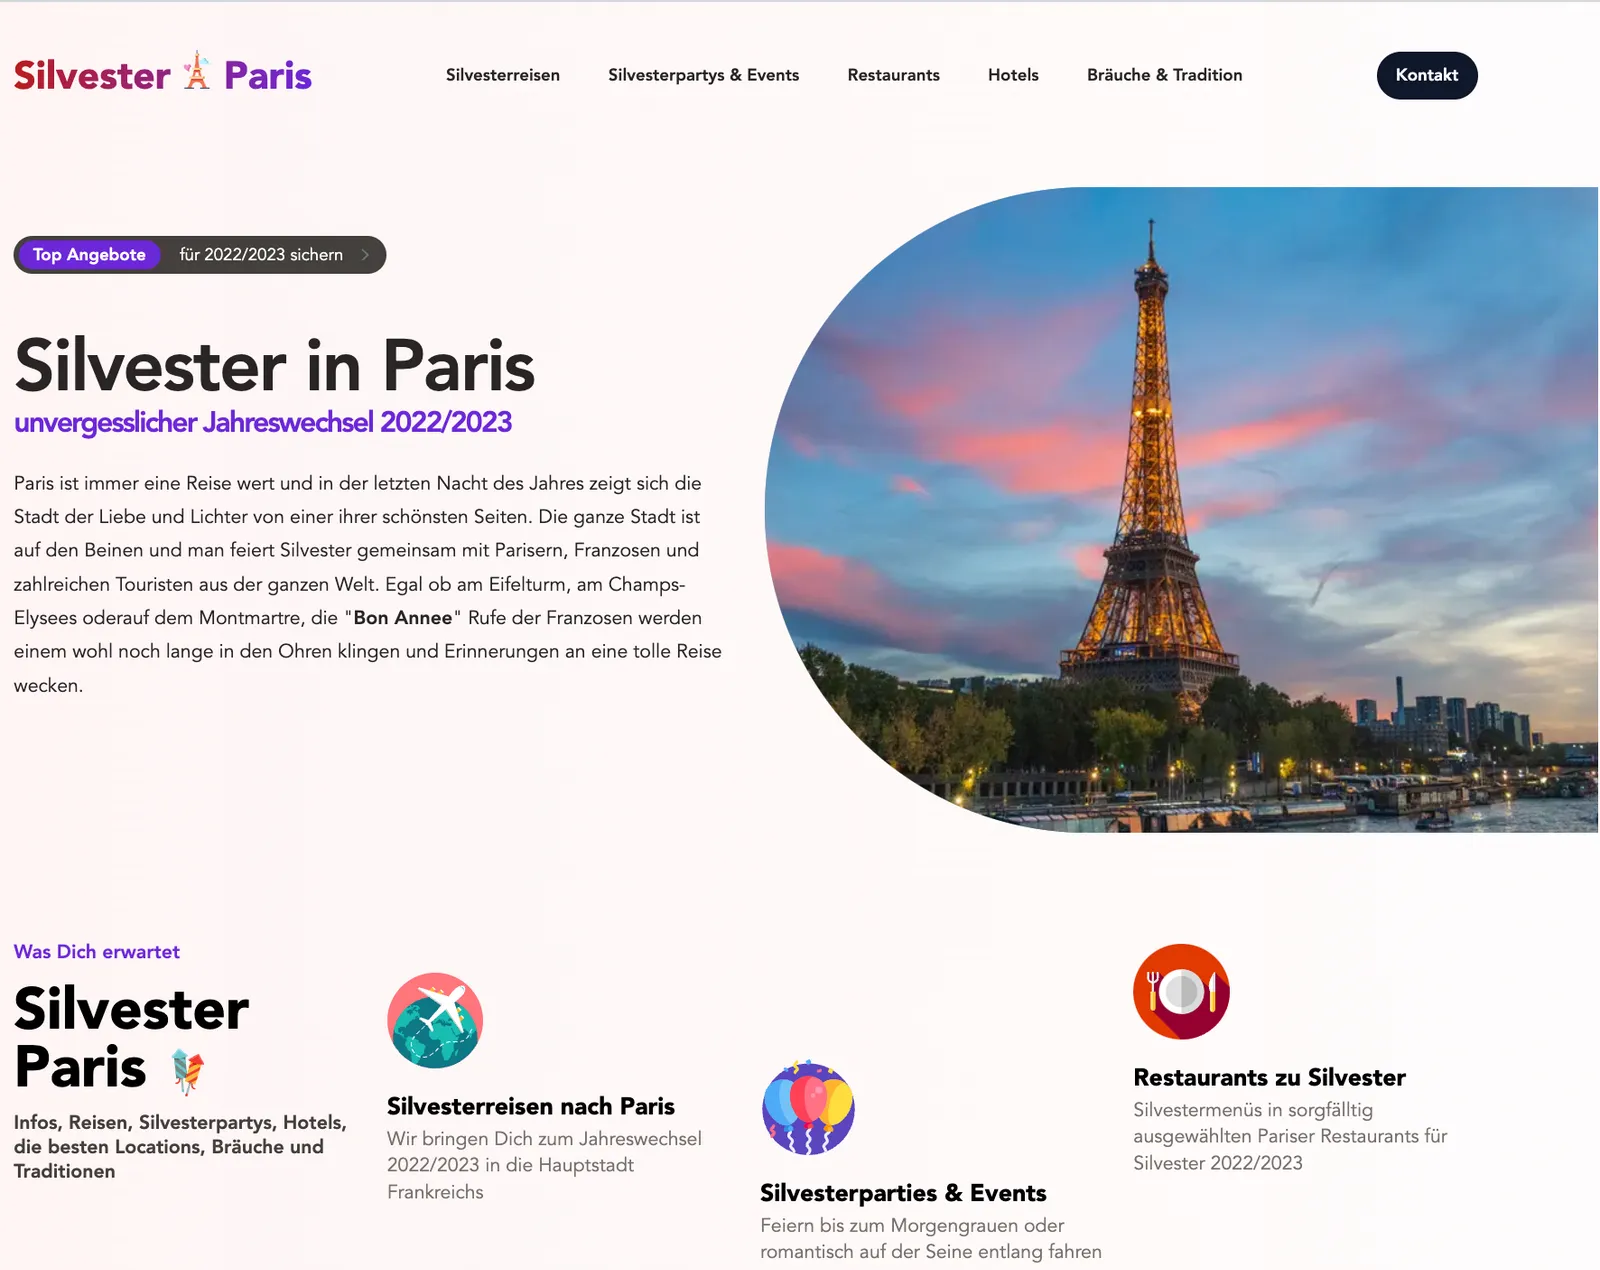 Silvester Paris
Silvesterreisen
Silvesterpartys & Events
Restaurants
Hotels
Bräuche & Tradition
Kontakt
Top Angebote für 2022/2023 sichern
Silvester in Paris
unvergesslicher Jahreswechsel 2022/2023
Paris ist immer eine Reise wert und in der letzten Nacht des Jahres zeigt sich die
Stadt der Liebe und Lichter von einer ihrer schönsten Seiten. Die ganze Stadt ist
auf den Beinen und man feiert Silvester gemeinsam mit Parisern, Franzosen und
zahlreichen Touristen aus der ganzen Welt. Egal ob am Eifelturm, am Champs-
Elysees oderauf dem Montmartre, die "Bon Annee" Rufe der Franzosen werden
einem wohl noch lange in den Ohren klingen und Erinnerungen an eine tolle Reise
wecken.
Was Dich erwartet
Silvester
Paris
Infos, Reisen, Silvesterpartys, Hotels,
die besten Locations, Bräuche und
Traditionen
Silvesterreisen nach Paris
Wir bringen Dich zum Jahreswechsel
2022/2023 in die Hauptstadt
Frankreichs
Silvesterparties & Events
Feiern bis zum Morgengrauen oder
romantisch auf der Seine entlang fahren
Restaurants zu Silvester
Silvestermenüs in sorgfälltig
ausgewählten Pariser Restaurants für
Silvester 2022/2023